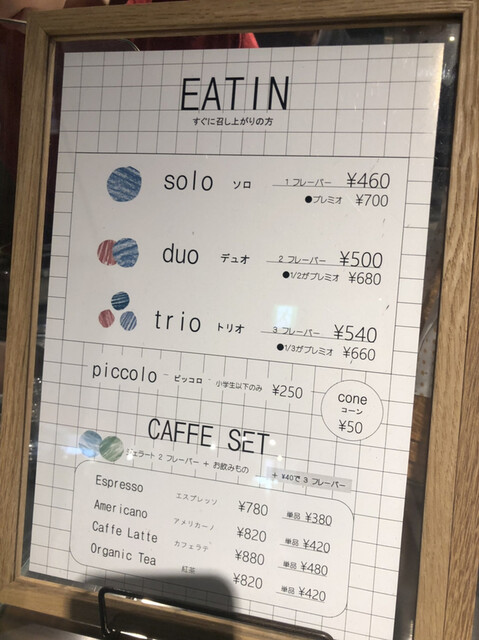 EATIN
すぐに召し上がりの方
solo ソロ 1 フレーバー ¥460
●プレミオ ¥700
duo デュオ 2 フレーバー ¥500
●1/2がプレミオ ¥680
trio トリオ 3 フレーバー ¥540
●1/3がプレミオ ¥660
piccolo - ピッコロ - 小学生以下のみ ¥250
cone
コーン
¥50
CAFFE SET
ジェラート 2 フレーバー + お飲みもの
+ ¥40で 3 フレーバー
Espresso エスプレッソ ¥780 単品 ¥380
Americano アメリカーノ ¥820 単品 ¥420
Caffe Latte カフェラテ ¥880 単品 ¥480
Organic Tea 紅茶 ¥820 単品 ¥420